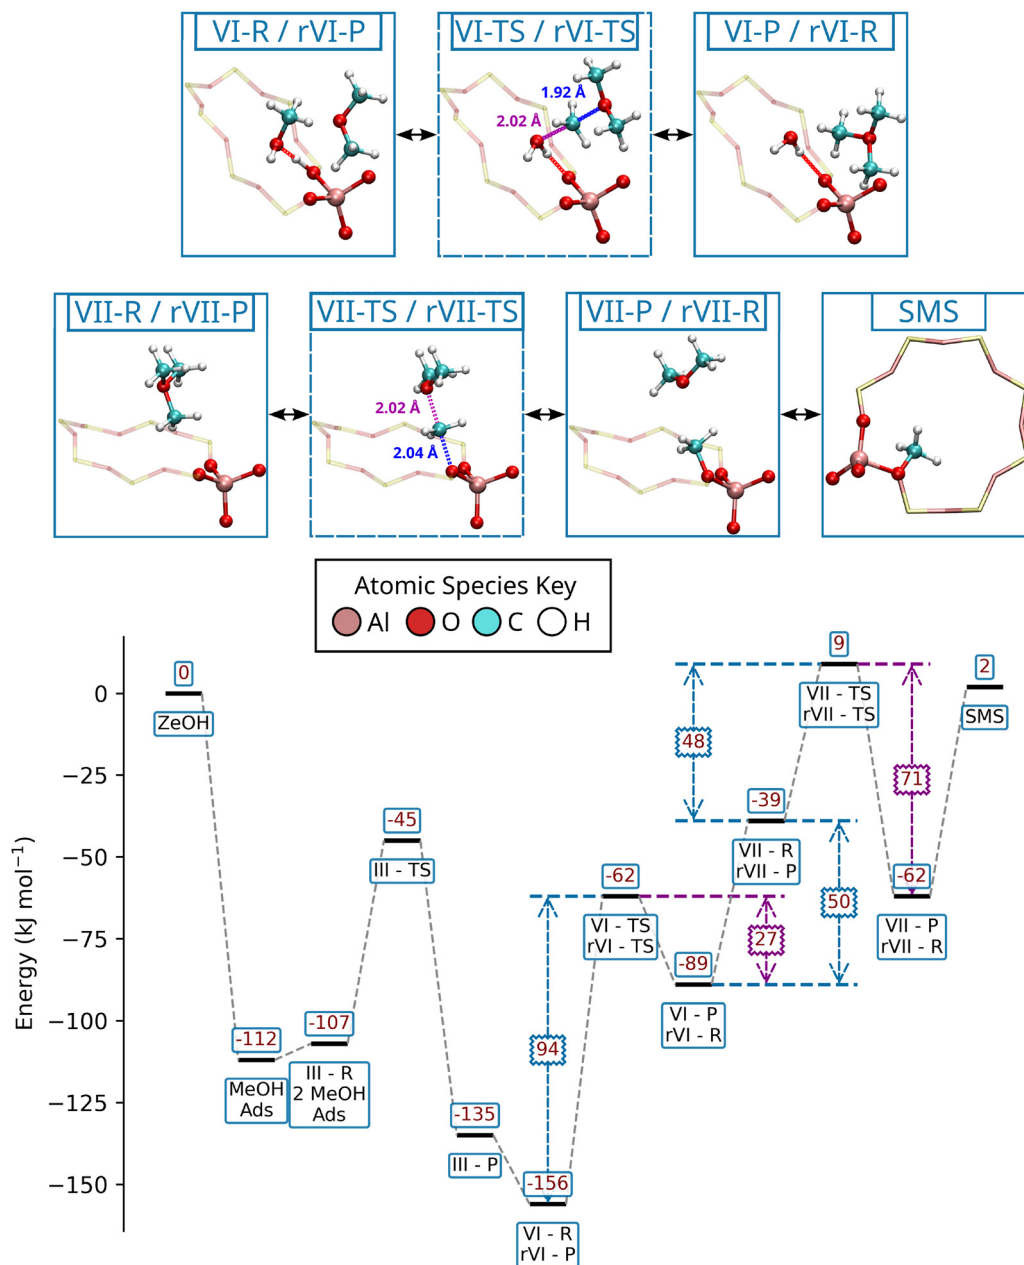 VI-R / rVI-P
VI-TS / rVI-TS
VI-P / rVI-R
1.92 Å
2.02 Å
VII-R / rVII-P
VII-TS / rVII-TS
VII-P / rVII-R
SMS
2.02 Å
2.04 Å
Atomic Species Key
Al
O
C
H
Energy (kJ mol⁻¹)
0
−25
−50
−75
−100
−125
−150
0
ZeOH
-112
MeOH
Ads
-107
III - R
2 MeOH
Ads
-45
III - TS
-135
III - P
-156
VI - R
rVI - P
94
-62
VI - TS
rVI - TS
27
-89
VI - P
rVI - R
48
-39
VII - R
rVII - P
50
9
VII - TS
rVII - TS
71
-62
VII - P
rVII - R
2
SMS